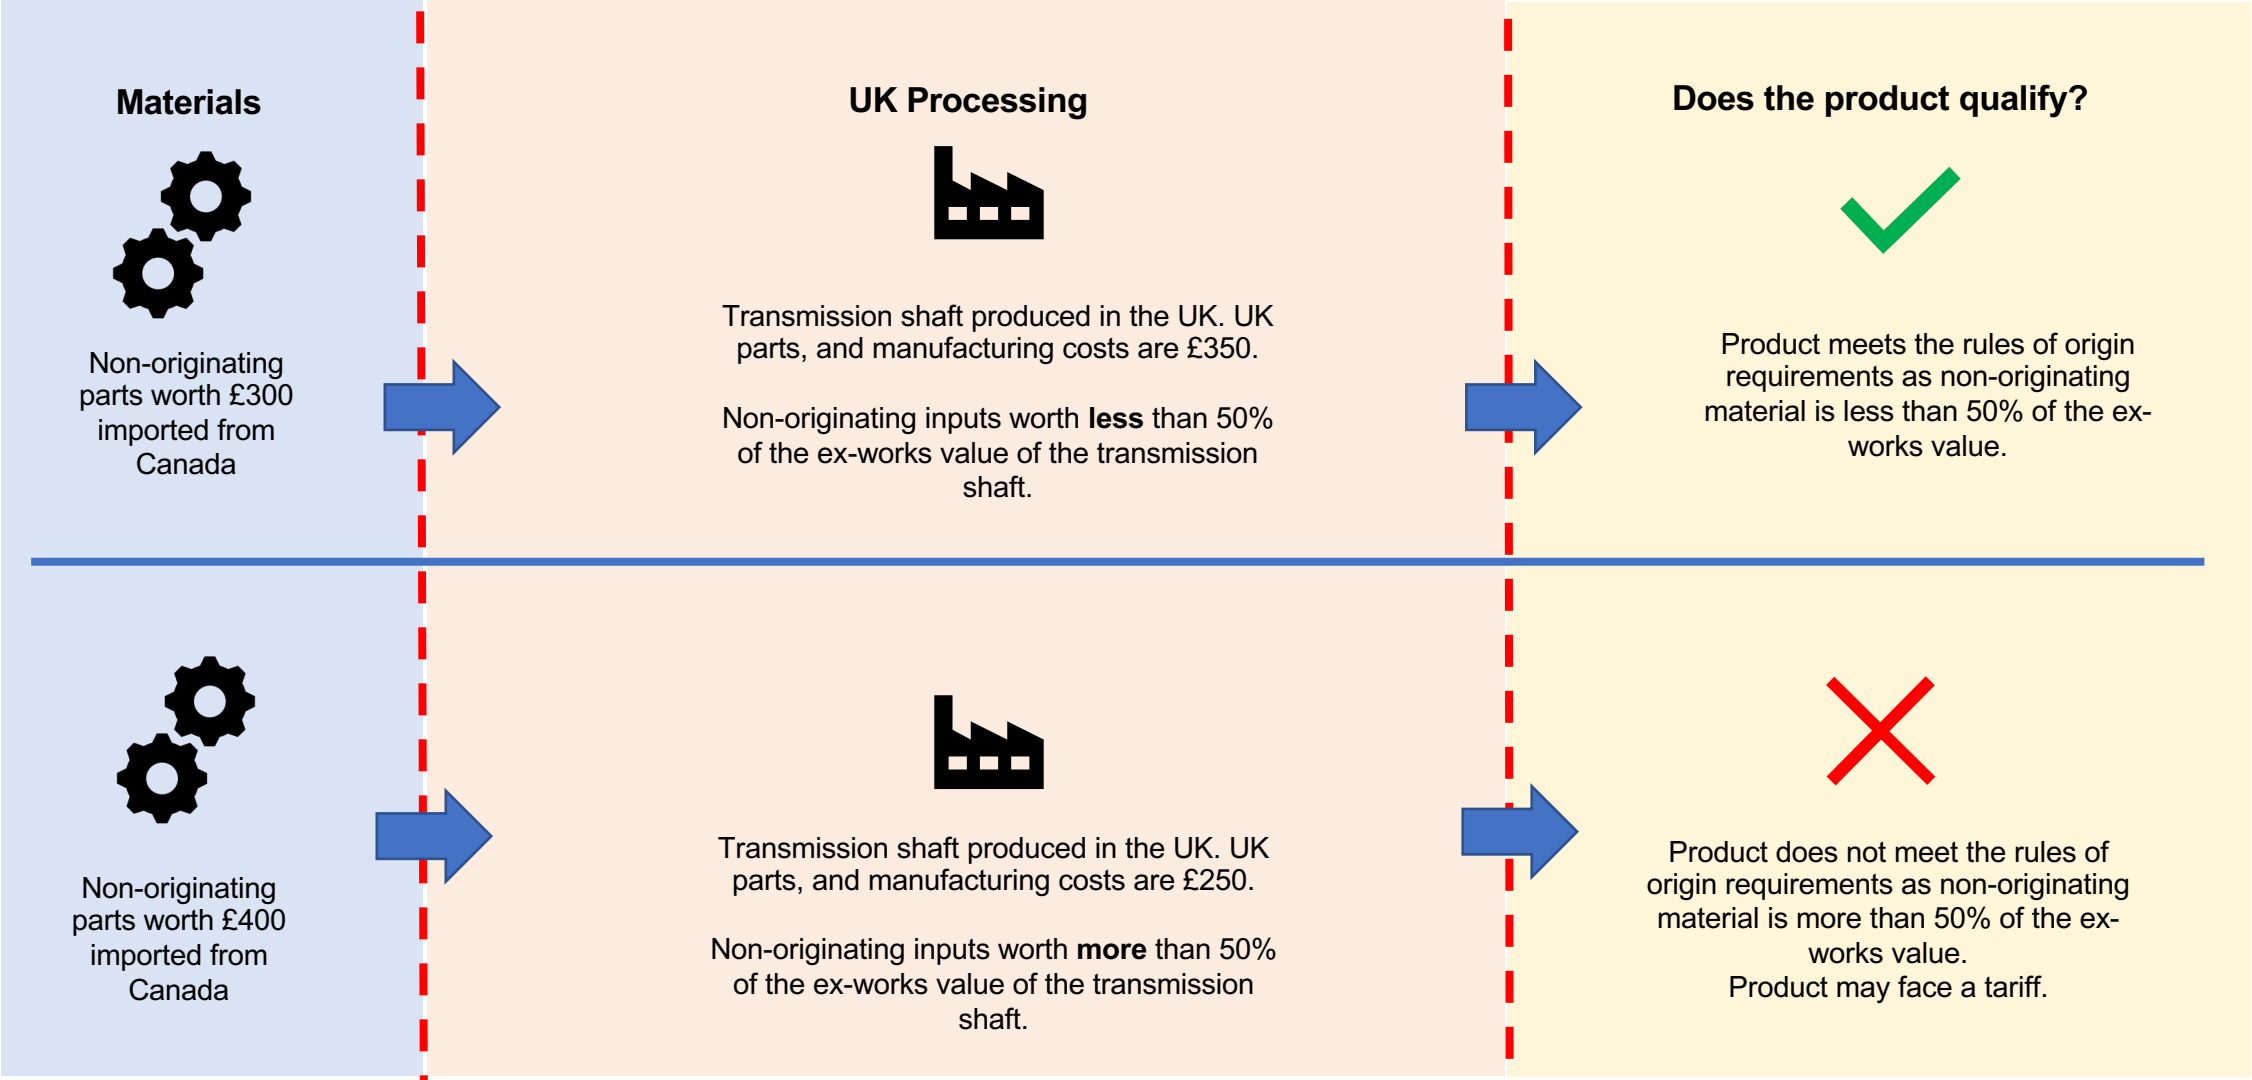 Materials
UK Processing
Does the product qualify?
Non-originating
parts worth £300
imported from
Canada
Transmission shaft produced in the UK. UK
parts, and manufacturing costs are £350.
Non-originating inputs worth less than 50%
of the ex-works value of the transmission
shaft.
Product meets the rules of origin
requirements as non-originating
material is less than 50% of the ex-
works value.
Non-originating
parts worth £400
imported from
Canada
Transmission shaft produced in the UK. UK
parts, and manufacturing costs are £250.
Non-originating inputs worth more than 50%
of the ex-works value of the transmission
shaft.
Product does not meet the rules of
origin requirements as non-originating
material is more than 50% of the ex-
works value.
Product may face a tariff.